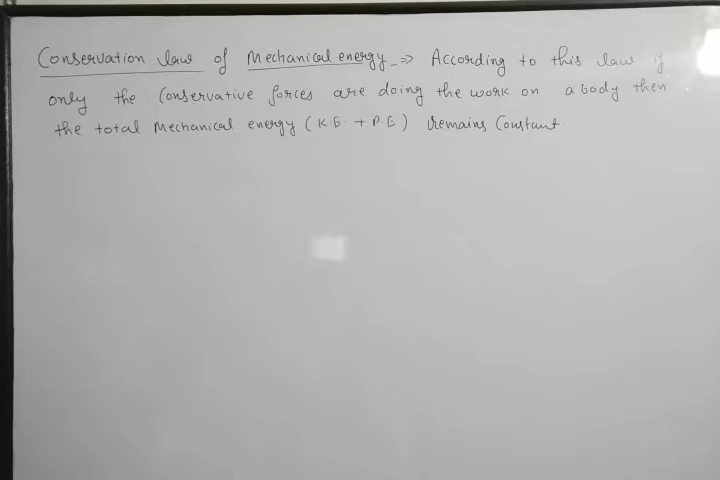 Conservation law of Mechanical energy → According to this law if
only the Conservative forces are doing the work on a body then
the total Mechanical energy (K.E. + P.E) remains Constant.